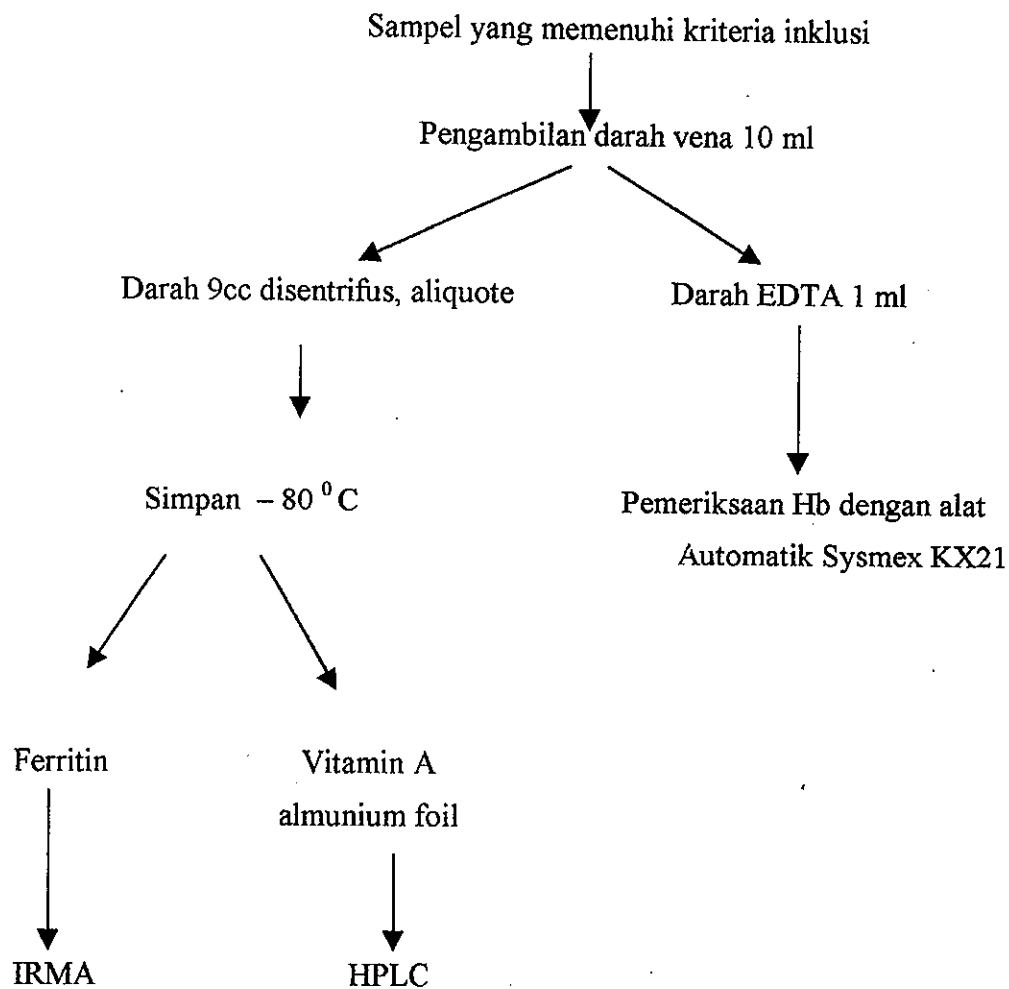 Sampel yang memenuhi kriteria inklusi
Pengambilan darah vena 10 ml
Darah 9cc disentrifus, aliquote
Darah EDTA 1 ml
Simpan – 80 ⁰ C
Pemeriksaan Hb dengan alat
Automatik Sysmex KX21
Ferritin
Vitamin A
almunium foil
IRMA
HPLC